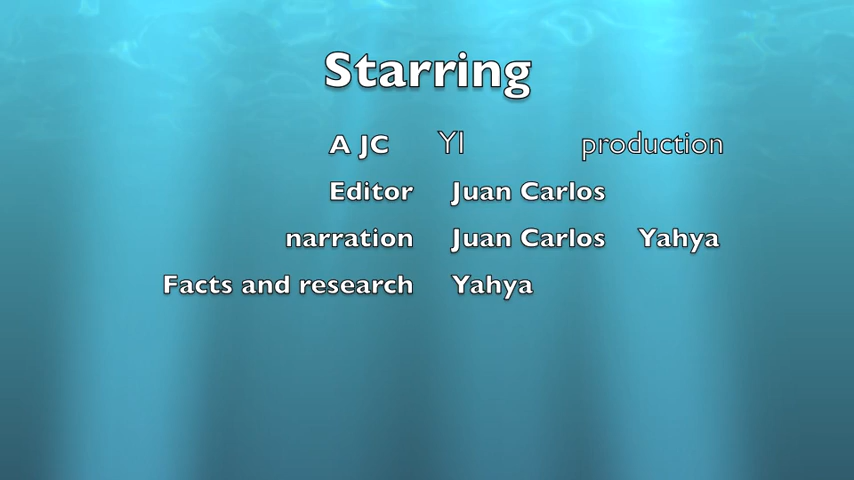 Starring
A JC YI production
Editor Juan Carlos
narration Juan Carlos Yahya
Facts and research Yahya